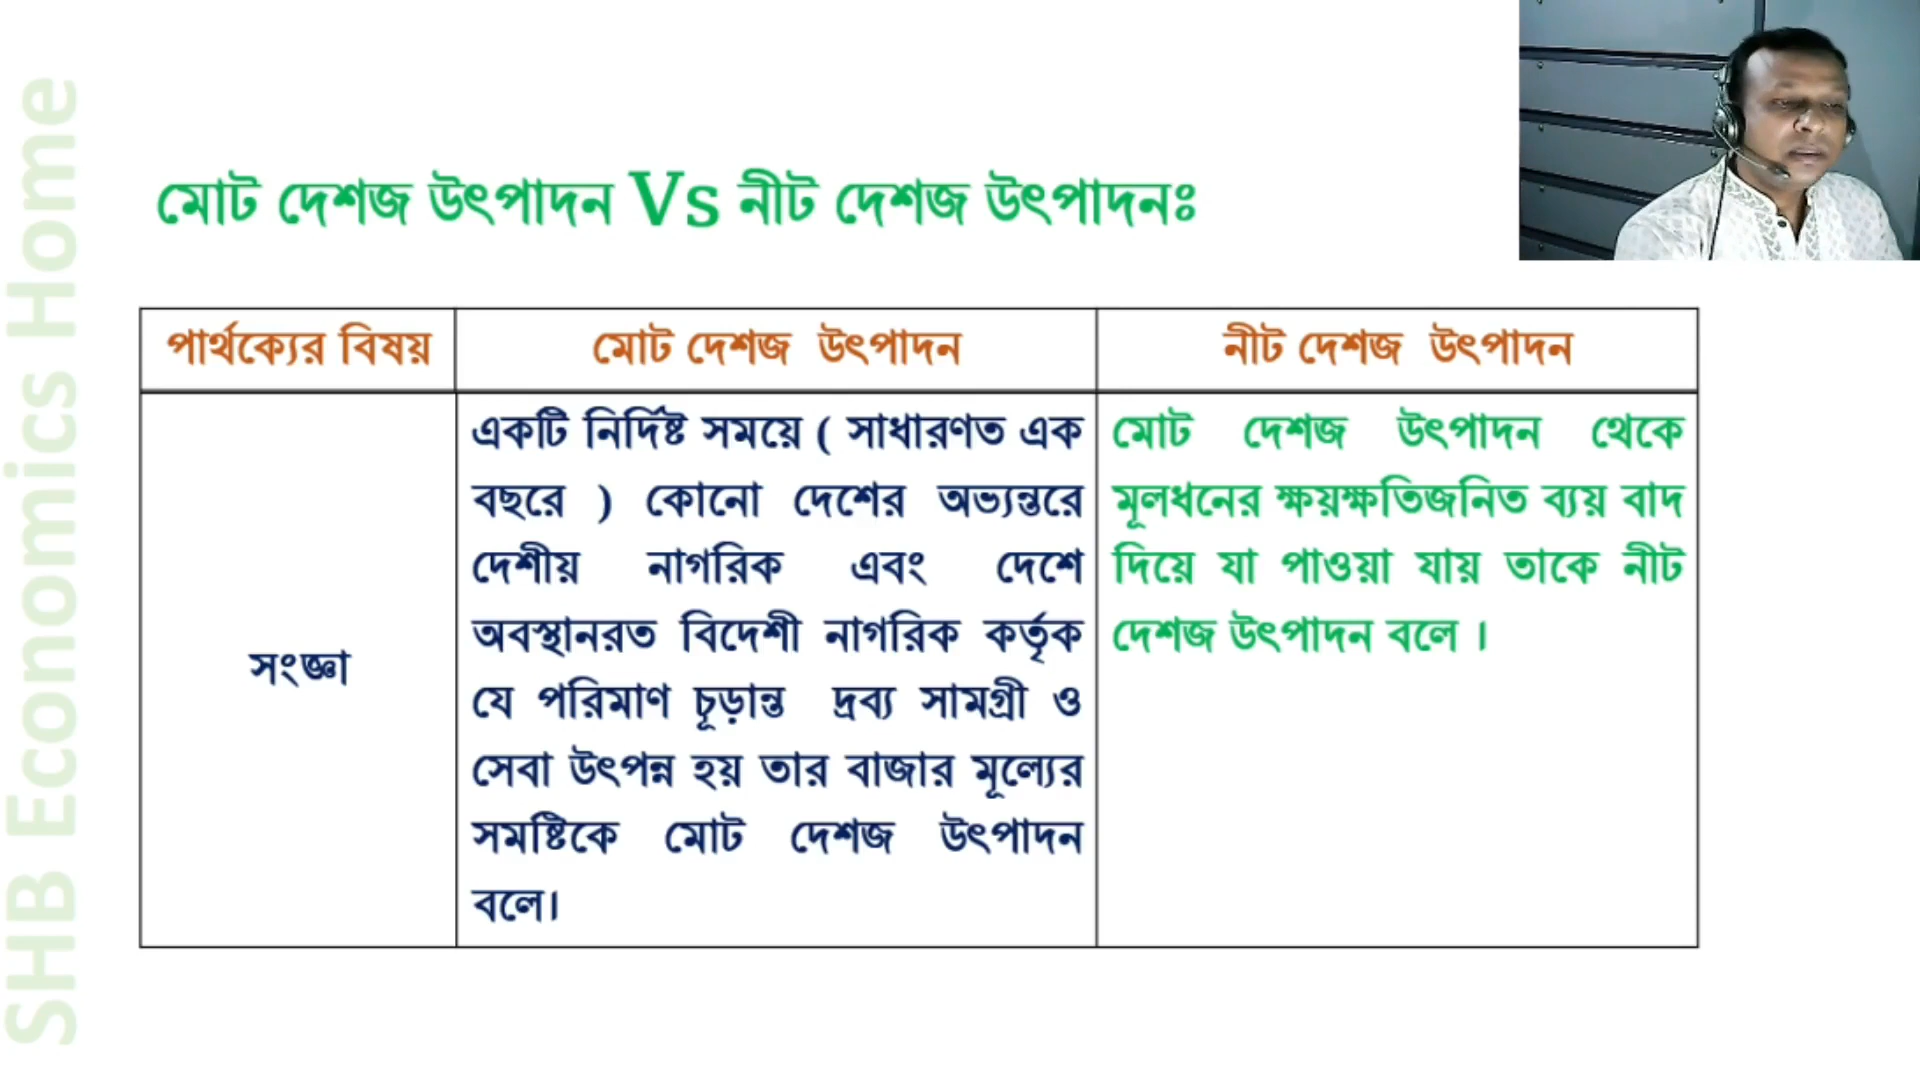 SHB Economics Home
মোট দেশজ উৎপাদন Vs নীট দেশজ উৎপাদনঃ
পার্থক্যের বিষয়
মোট দেশজ উৎপাদন
নীট দেশজ উৎপাদন
সংজ্ঞা
একটি নির্দিষ্ট সময়ে ( সাধারণত এক
বছরে ) কোনো দেশের অভ্যন্তরে
দেশীয় নাগরিক এবং দেশে
অবস্থানরত বিদেশী নাগরিক কর্তৃক
যে পরিমাণ চূড়ান্ত দ্রব্য সামগ্রী ও
সেবা উৎপন্ন হয় তার বাজার মূল্যের
সমষ্টিকে মোট দেশজ উৎপাদন
বলে।
মোট দেশজ উৎপাদন থেকে
মূলধনের ক্ষয়ক্ষতিজনিত ব্যয় বাদ
দিয়ে যা পাওয়া যায় তাকে নীট
দেশজ উৎপাদন বলে ।